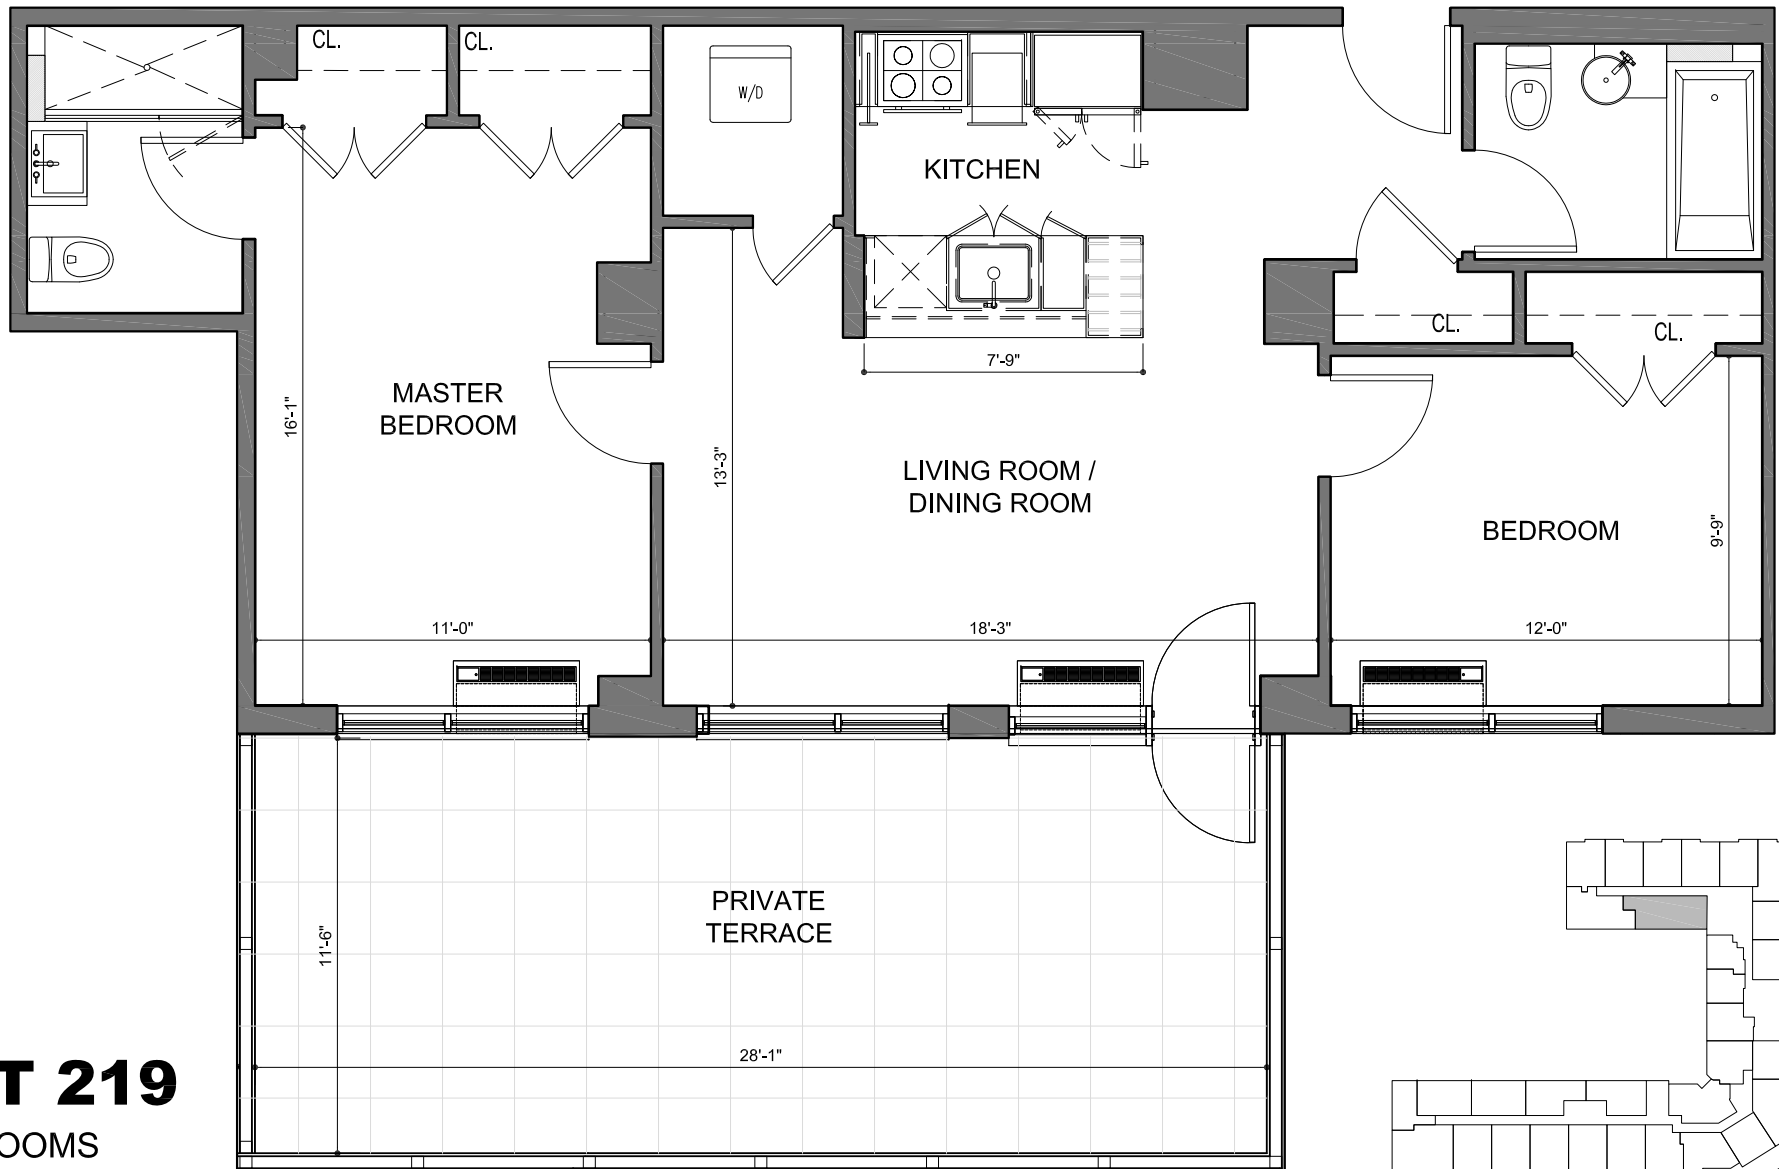 CL.
CL.
W/D
KITCHEN
CL.
CL.
7'-9"
MASTER
BEDROOM
16'-1"
13'-3"
LIVING ROOM /
DINING ROOM
BEDROOM
9'-9"
11'-0"
18'-3"
12'-0"
PRIVATE
TERRACE
11'-6"
28'-1"
T 219
OOMS